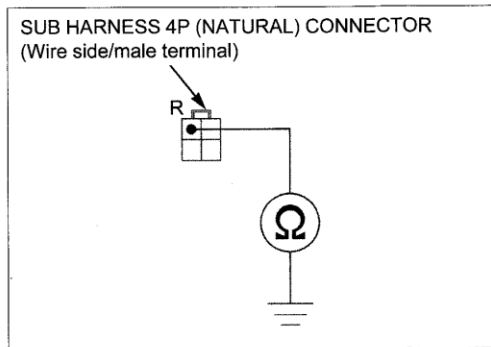 SUB HARNESS 4P (NATURAL) CONNECTOR
(Wire side/male terminal)
R
Ω